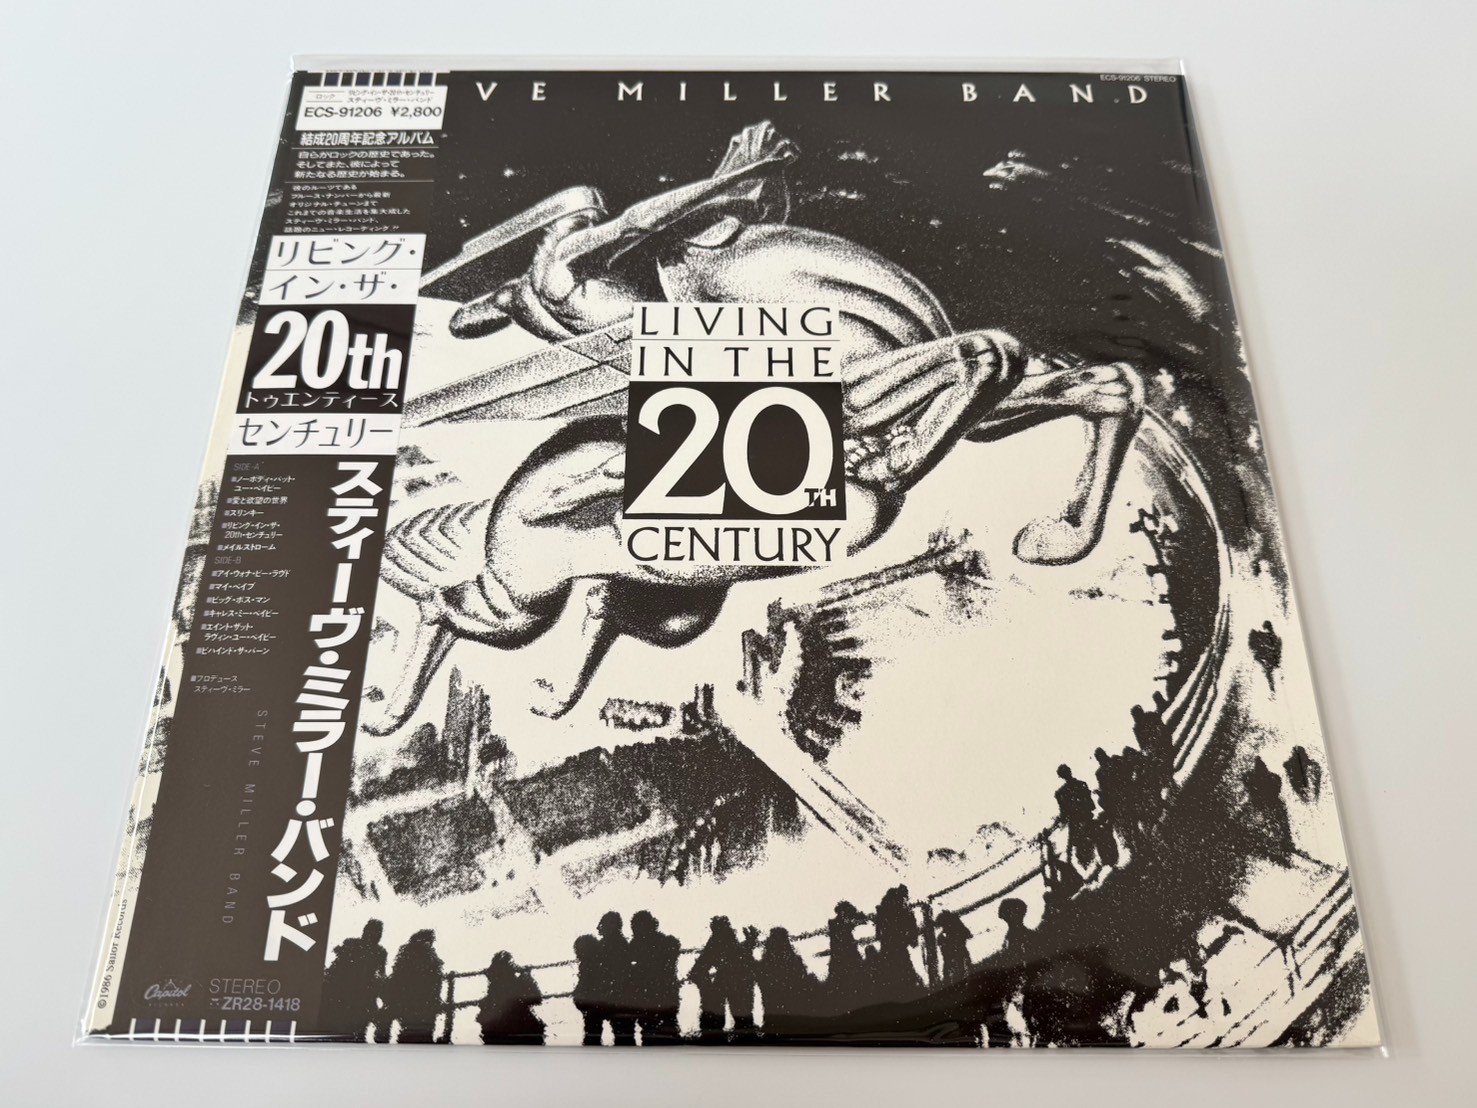 VE MILLER BAND
ECS-91206 STEREO
ロック
リビング・イン・ザ・20th・センチュリー
スティーヴ・ミラー・バンド
ECS-91206 ¥2,800
結成20周年記念アルバム
自らがロックの歴史であった。
そしてまた、彼によって
新たなる歴史が始まる。
彼のルーツである
ブルース・ナンバーから最新
オリジナル・チューンまで
これまでの音楽生活を集大成した
スティーヴ・ミラー・バンド、
話題のニュー・レコーディング!!
リビング・
イン・ザ・
20th
トゥエンティース
センチュリー
スティーヴ・ミラー・バンド
SIDE-A
■ノーボディ・バット・
ユー・ベイビー
■愛と欲望の世界
■スリンキー
■リビング・イン・ザ・
20th・センチュリー
■メイルストローム
SIDE-B
■アイ・ウォナ・ビー・ラヴド
■マイ・ベイブ
■ビッグ・ボス・マン
■キャレス・ミー・ベイビー
■エイント・ザット・
ラヴィン・ユー・ベイビー
■ビハインド・ザ・バーン
■プロデュース
スティーヴ・ミラー
STEVE MILLER BAND
Capitol
RECORDS
STEREO
ZR28-1418
©1986 Sailor Records
LIVING
IN THE
20TH
CENTURY